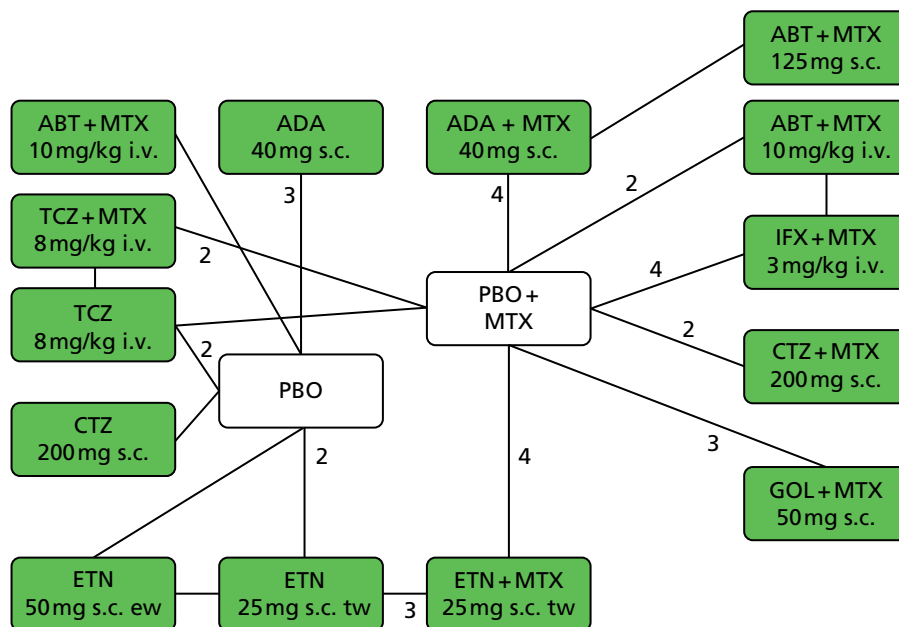 ABT + MTX
125 mg s.c.
ABT + MTX
10 mg/kg i.v.
ADA
40 mg s.c.
ADA + MTX
40 mg s.c.
ABT + MTX
10 mg/kg i.v.
3
4
2
TCZ + MTX
8 mg/kg i.v.
2
IFX + MTX
3 mg/kg i.v.
4
PBO +
MTX
TCZ
8 mg/kg i.v.
2
2
CTZ + MTX
200 mg s.c.
PBO
CTZ
200 mg s.c.
2
4
3
GOL + MTX
50 mg s.c.
ETN
50 mg s.c. ew
ETN
25 mg s.c. tw
3
ETN + MTX
25 mg s.c. tw